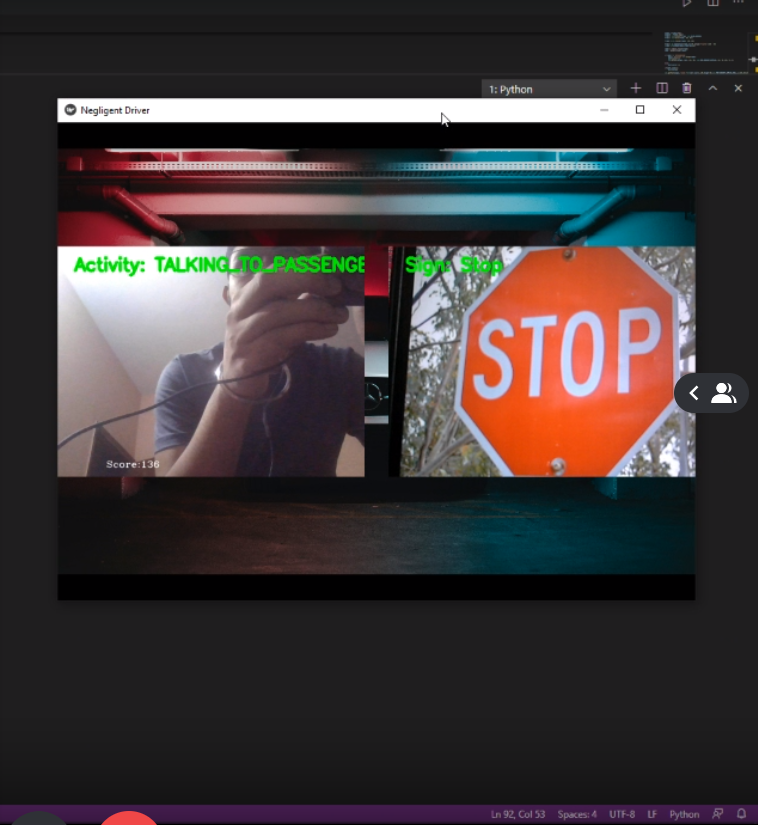 1: Python
Negligent Driver
Activity: TALKING_TO_PASSENGE
Sign: Stop
STOP
Score:136
Ln 92, Col 53 Spaces: 4 UTF-8 LF Python